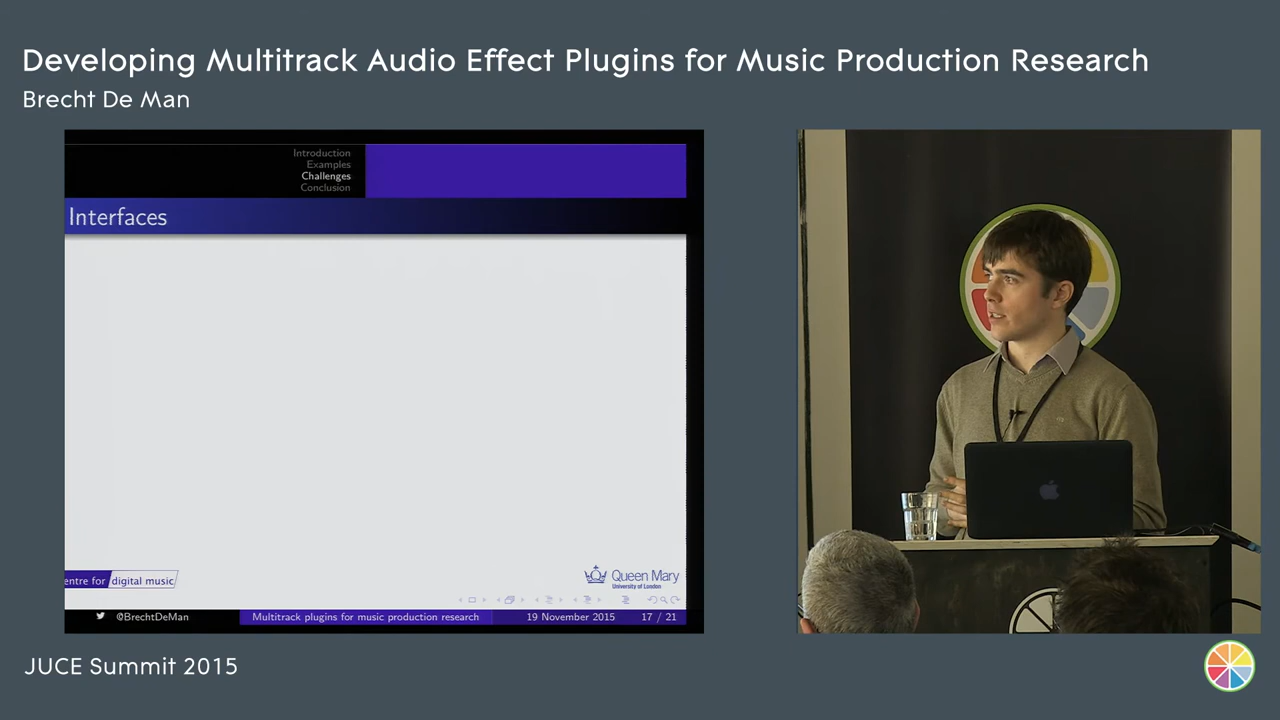 Developing Multitrack Audio Effect Plugins for Music Production Research
Brecht De Man
Introduction
Examples
Challenges
Conclusion
Interfaces
entre for digital music
Queen Mary
University of London
@BrechtDeMan
Multitrack plugins for music production research
19 November 2015
17 / 21
JUCE Summit 2015